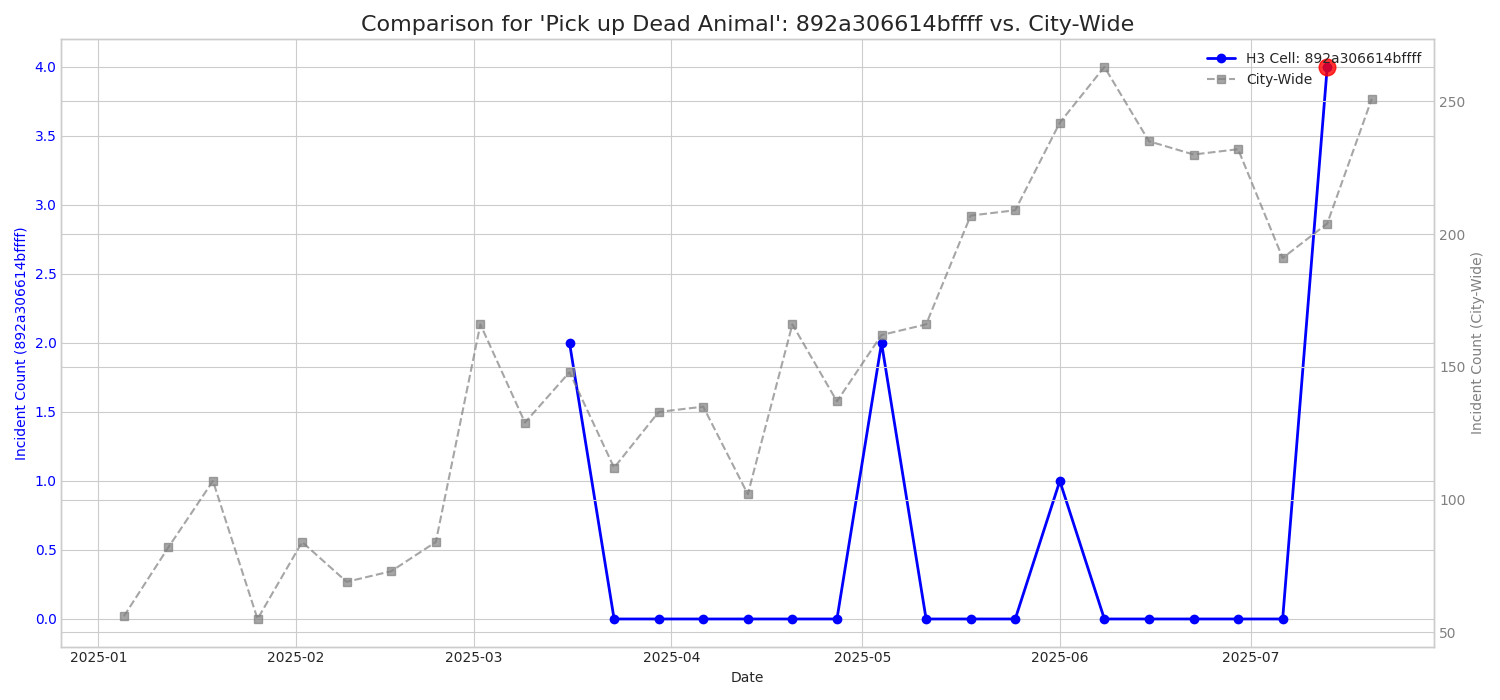 Comparison for 'Pick up Dead Animal': 892a306614bffff vs. City-Wide
H3 Cell: 892a306614bffff
City-Wide
Incident Count (892a306614bffff)
4.0
3.5
3.0
2.5
2.0
1.5
1.0
0.5
0.0
250
200
150
100
50
Incident Count (City-Wide)
2025-01 2025-02 2025-03 2025-04 2025-05 2025-06 2025-07
Date